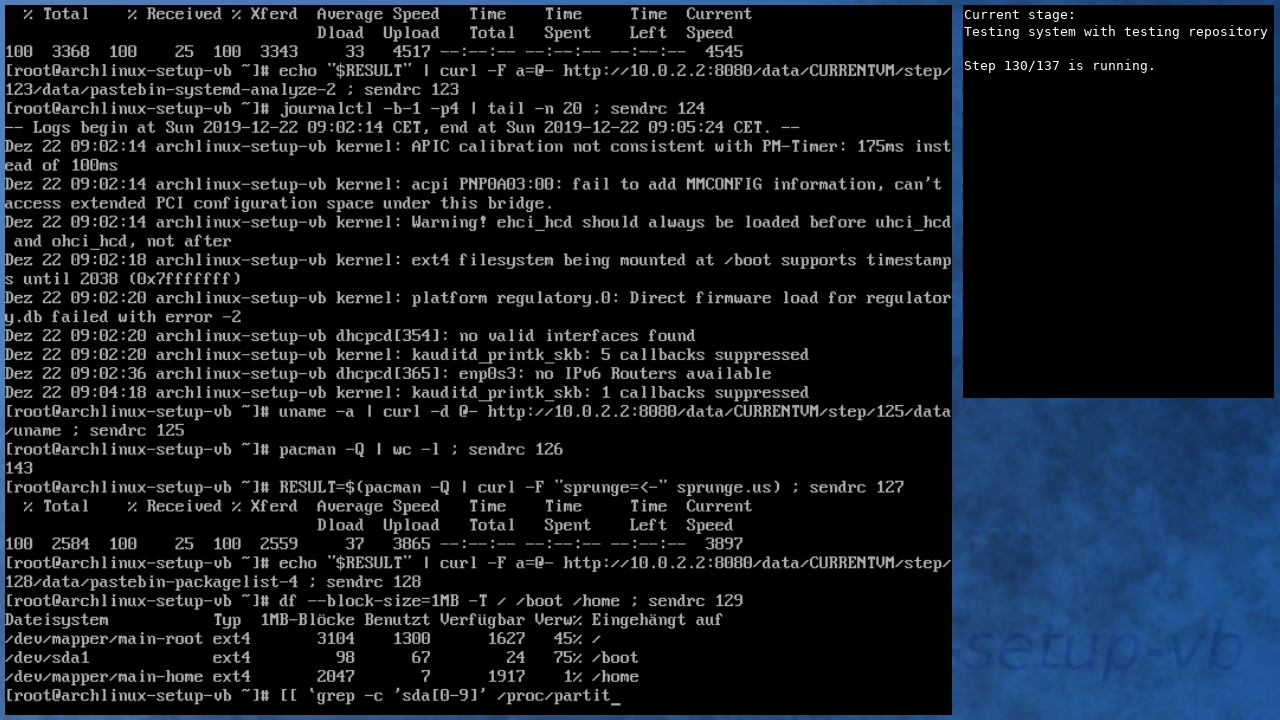 % Total    % Received % Xferd  Average Speed   Time    Time     Time  Current
                                 Dload  Upload   Total   Spent    Left  Speed
100  3368  100    25  100  3343     33   4517 --:--:-- --:--:-- --:--:--  4545
[root@archlinux-setup-vb ~]# echo "$RESULT" | curl -F a=@- http://10.0.2.2:8080/data/CURRENTVM/step/
123/data/pastebin-systemd-analyze-2 ; sendrc 123
[root@archlinux-setup-vb ~]# journalctl -b-1 -p4 | tail -n 20 ; sendrc 124
-- Logs begin at Sun 2019-12-22 09:02:14 CET, end at Sun 2019-12-22 09:05:24 CET. --
Dez 22 09:02:14 archlinux-setup-vb kernel: APIC calibration not consistent with PM-Timer: 175ms inst
ead of 100ms
Dez 22 09:02:14 archlinux-setup-vb kernel: acpi PNP0A03:00: fail to add MMCONFIG information, can't
access extended PCI configuration space under this bridge.
Dez 22 09:02:14 archlinux-setup-vb kernel: Warning! ehci_hcd should always be loaded before uhci_hcd
 and ohci_hcd, not after
Dez 22 09:02:18 archlinux-setup-vb kernel: ext4 filesystem being mounted at /boot supports timestamp
s until 2038 (0x7fffffff)
Dez 22 09:02:20 archlinux-setup-vb kernel: platform regulatory.0: Direct firmware load for regulator
y.db failed with error -2
Dez 22 09:02:20 archlinux-setup-vb dhcpcd[354]: no valid interfaces found
Dez 22 09:02:20 archlinux-setup-vb kernel: kauditd_printk_skb: 5 callbacks suppressed
Dez 22 09:02:36 archlinux-setup-vb dhcpcd[365]: enp0s3: no IPv6 Routers available
Dez 22 09:04:18 archlinux-setup-vb kernel: kauditd_printk_skb: 1 callbacks suppressed
[root@archlinux-setup-vb ~]# uname -a | curl -d @- http://10.0.2.2:8080/data/CURRENTVM/step/125/data
/uname ; sendrc 125
[root@archlinux-setup-vb ~]# pacman -Q | wc -l ; sendrc 126
143
[root@archlinux-setup-vb ~]# RESULT=$(pacman -Q | curl -F "sprunge=<-" sprunge.us) ; sendrc 127
  % Total    % Received % Xferd  Average Speed   Time    Time     Time  Current
                                 Dload  Upload   Total   Spent    Left  Speed
100  2584  100    25  100  2559     37   3865 --:--:-- --:--:-- --:--:--  3897
[root@archlinux-setup-vb ~]# echo "$RESULT" | curl -F a=@- http://10.0.2.2:8080/data/CURRENTVM/step/
128/data/pastebin-packagelist-4 ; sendrc 128
[root@archlinux-setup-vb ~]# df --block-size=1MB -T / /boot /home ; sendrc 129
Dateisystem           Typ  1MB-Blöcke Benutzt Verfügbar Verw% Eingehängt auf
/dev/mapper/main-root ext4       3104    1300      1627   45% /
/dev/sda1             ext4         98      67        24   75% /boot
/dev/mapper/main-home ext4       2047       7      1917    1% /home
[root@archlinux-setup-vb ~]# [[ `grep -c 'sda[0-9]' /proc/partit_
Current stage:
Testing system with testing repository
Step 130/137 is running.
-setup-vb